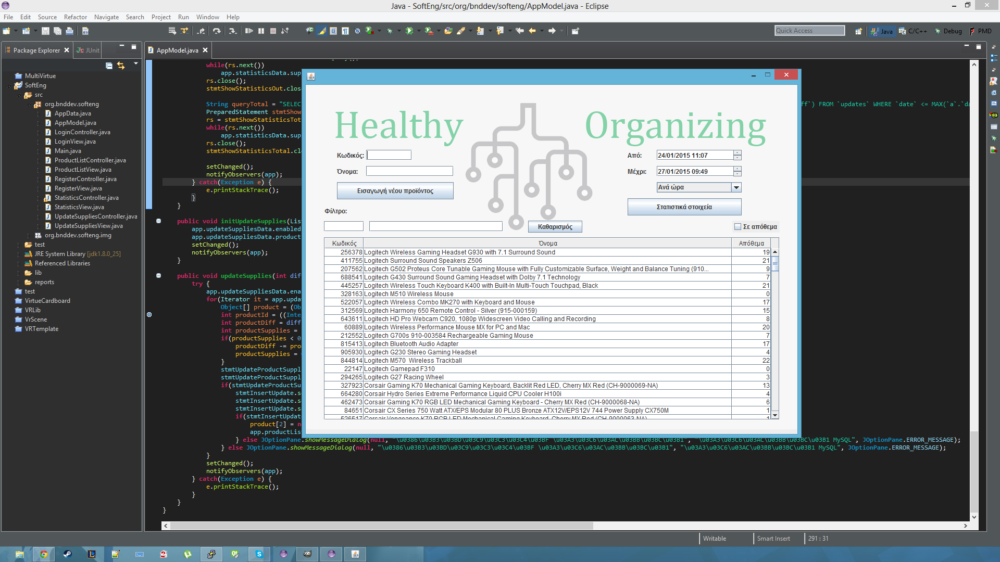 Java - SoftEng/src/org/bnddev/softeng/AppModel.java - Eclipse
File Edit Source Refactor Navigate Search Project Run Window Help
Quick Access
Java C/C++ Debug PMD
Package Explorer JUnit
MultiVirtue
SoftEng
src
org.bnddev.softeng
AppData.java
AppModel.java
LoginController.java
LoginView.java
Main.java
ProductListController.java
ProductListView.java
RegisterController.java
RegisterView.java
StatisticsController.java
StatisticsView.java
UpdateSuppliesController.java
UpdateSuppliesView.java
org.bnddev.softeng.img
test
JRE System Library [jdk1.8.0_25]
Referenced Libraries
lib
reports
test
VirtueCardboard
VRLib
VrScene
VRTemplate
AppModel.java
while(rs.next())
app.statisticsData.sup
rs.close();
stmtShowStatisticsOut.clos
String queryTotal = "SELEC
ff`) FROM `updates` WHERE `date` <= MAX(`a`.`da
PreparedStatement stmtShow
rs = stmtShowStatisticsTot
while(rs.next())
app.statisticsData.sup
rs.close();
stmtShowStatisticsTotal.cl
setChanged();
notifyObservers(app);
} catch(Exception e) {
e.printStackTrace();
}
}
public void initUpdateSupplies(Lis
app.updateSuppliesData.enabled
app.updateSuppliesData.product
setChanged();
notifyObservers(app);
}
public void updateSupplies(int dif
try {
app.updateSuppliesData.ena
for(Iterator it = app.upda
Object[] product = (Ob
int productId = ((Inte
int productDiff = diff
int productSupplies =
if(productSupplies < 0
productDiff -= pro
productSupplies =
}
stmtUpdateProductSuppl
stmtUpdateProductSuppl
if(stmtUpdateProductSu
stmtInsertUpdate.s
stmtInsertUpdate.s
stmtInsertUpdate.s
if(stmtInsertUpdat
product[2] = n
app.productLis
} else JOptionPane.showMessageDialog(null, "\u0386\u03B3\u03BD\u03C9\u03C3\u03C4\u03BF \u03A3\u03C6\u03AC\u03BB\u03BC\u03B1", "\u03A3\u03C6\u03AC\u03BB\u03BC\u03B1 MySQL", JOptionPane.ERROR_MESSAGE);
} else JOptionPane.showMessageDialog(null, "\u0386\u03B3\u03BD\u03C9\u03C3\u03C4\u03BF \u03A3\u03C6\u03AC\u03BB\u03BC\u03B1", "\u03A3\u03C6\u03AC\u03BB\u03BC\u03B1 MySQL", JOptionPane.ERROR_MESSAGE);
}
setChanged();
notifyObservers(app);
} catch(Exception e) {
e.printStackTrace();
}
}
}
Healthy Organizing
Κωδικός:
Όνομα:
Εισαγωγή νέου προϊόντος
Από: 24/01/2015 11:07
Μέχρι: 27/01/2015 09:49
Ανά ώρα
Στατιστικά στοιχεία
Φίλτρο:
Καθαρισμός
Σε απόθεμα
Κωδικός Όνομα Απόθεμα
256378 Logitech Wireless Gaming Headset G930 with 7.1 Surround Sound 19
411755 Logitech Surround Sound Speakers Z506 21
207562 Logitech G502 Proteus Core Tunable Gaming Mouse with Fully Customizable Surface, Weight and Balance Tuning (910... 9
688541 Logitech G430 Surround Sound Gaming Headset with Dolby 7.1 Technology 7
445257 Logitech Wireless Touch Keyboard K400 with Built-In Multi-Touch Touchpad, Black 21
328163 Logitech M510 Wireless Mouse 0
522057 Logitech Wireless Combo MK270 with Keyboard and Mouse 17
312569 Logitech Harmony 650 Remote Control - Silver (915-000159) 15
643611 Logitech HD Pro Webcam C920, 1080p Widescreen Video Calling and Recording 8
60889 Logitech Wireless Performance Mouse MX for PC and Mac 20
212552 Logitech G700s 910-003584 Rechargeable Gaming Mouse 7
815413 Logitech Bluetooth Audio Adapter 17
905930 Logitech G230 Stereo Gaming Headset 4
844814 Logitech M570  Wireless Trackball 22
22147 Logitech Gamepad F310 0
294265 Logitech G27 Racing Wheel 3
327923 Corsair Gaming K70 Mechanical Gaming Keyboard, Backlit Red LED, Cherry MX Red (CH-9000069-NA) 13
664280 Corsair Hydro Series Extreme Performance Liquid CPU Cooler H100i 4
462473 Corsair Gaming K70 RGB LED Mechanical Gaming Keyboard - Cherry MX Red (CH-9000068-NA) 6
84651 Corsair CX Series 750 Watt ATX/EPS Modular 80 PLUS Bronze ATX12V/EPS12V 744 Power Supply CX750M 1
526517 Corsair Vengeance K70 RGB LED Mechanical Gaming Keyboard, Cherry MX Red (CH-9000063-NA) 1
Writable Smart Insert 291 : 31